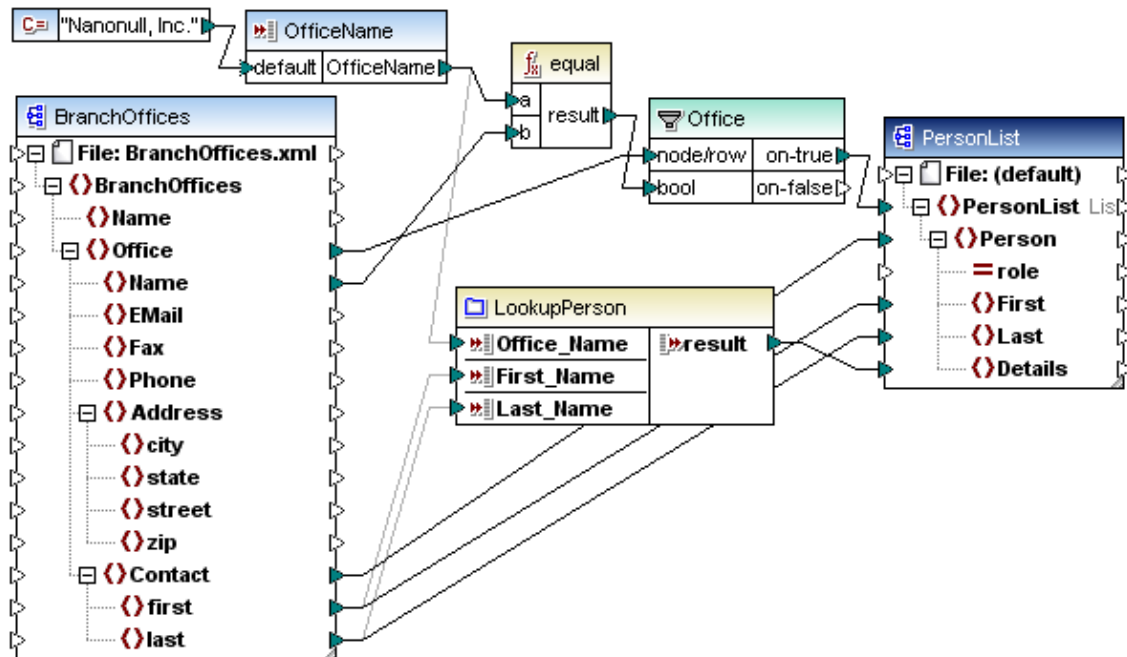 C= "Nanonull, Inc."
OfficeName
default OfficeName
fx equal
a
result
b
Office
node/row on-true
bool on-false
BranchOffices
File: BranchOffices.xml
BranchOffices
Name
Office
Name
EMail
Fax
Phone
Address
city
state
street
zip
Contact
first
last
LookupPerson
Office_Name result
First_Name
Last_Name
PersonList
File: (default)
PersonList Lis
Person
role
First
Last
Details